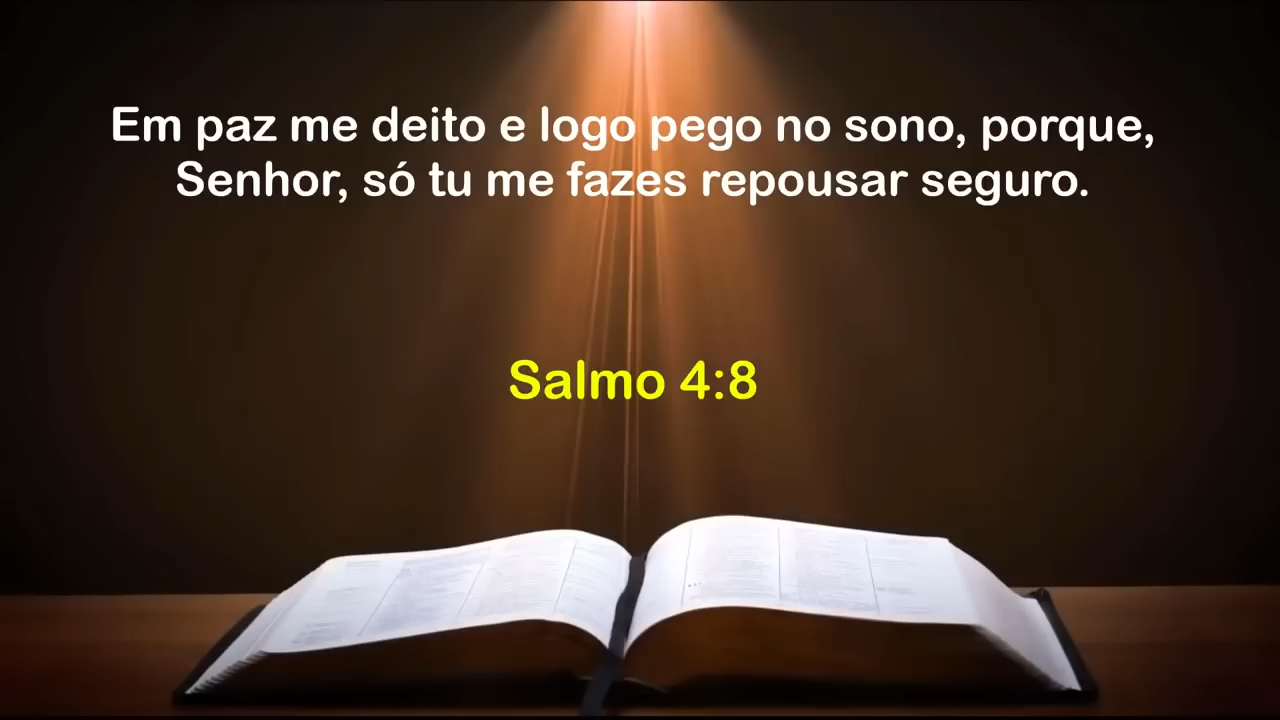 Em paz me deito e logo pego no sono, porque,
Senhor, só tu me fazes repousar seguro.
Salmo 4:8